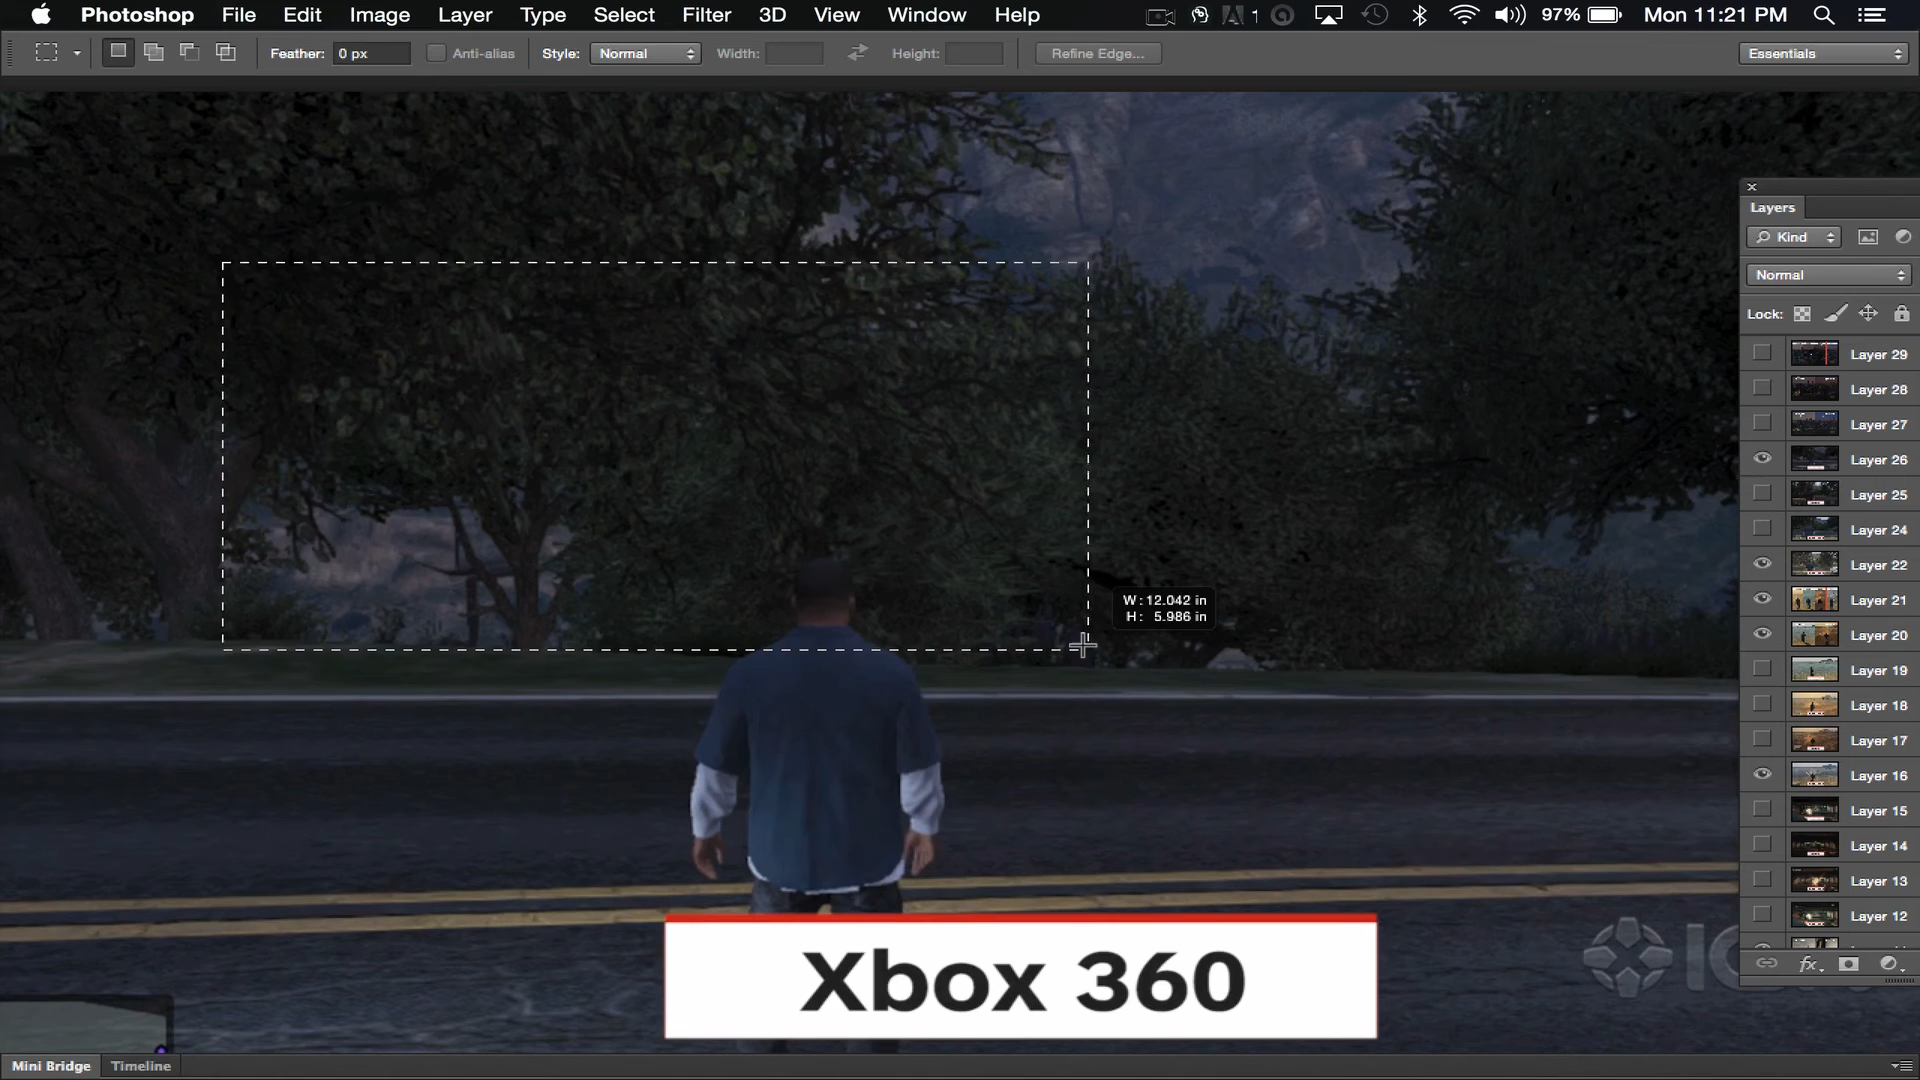 Photoshop File Edit Image Layer Type Select Filter 3D View Window Help 1 97% Mon 11:21 PM
Feather: 0 px Anti-alias Style: Normal Width: Height: Refine Edge... Essentials
Layers
Kind
Normal
Lock:
Layer 29
Layer 28
Layer 27
Layer 26
Layer 25
Layer 24
Layer 22
Layer 21
Layer 20
Layer 19
Layer 18
Layer 17
Layer 16
Layer 15
Layer 14
Layer 13
Layer 12
fx
W: 12.042 in
H: 5.986 in
Xbox 360
Mini Bridge Timeline